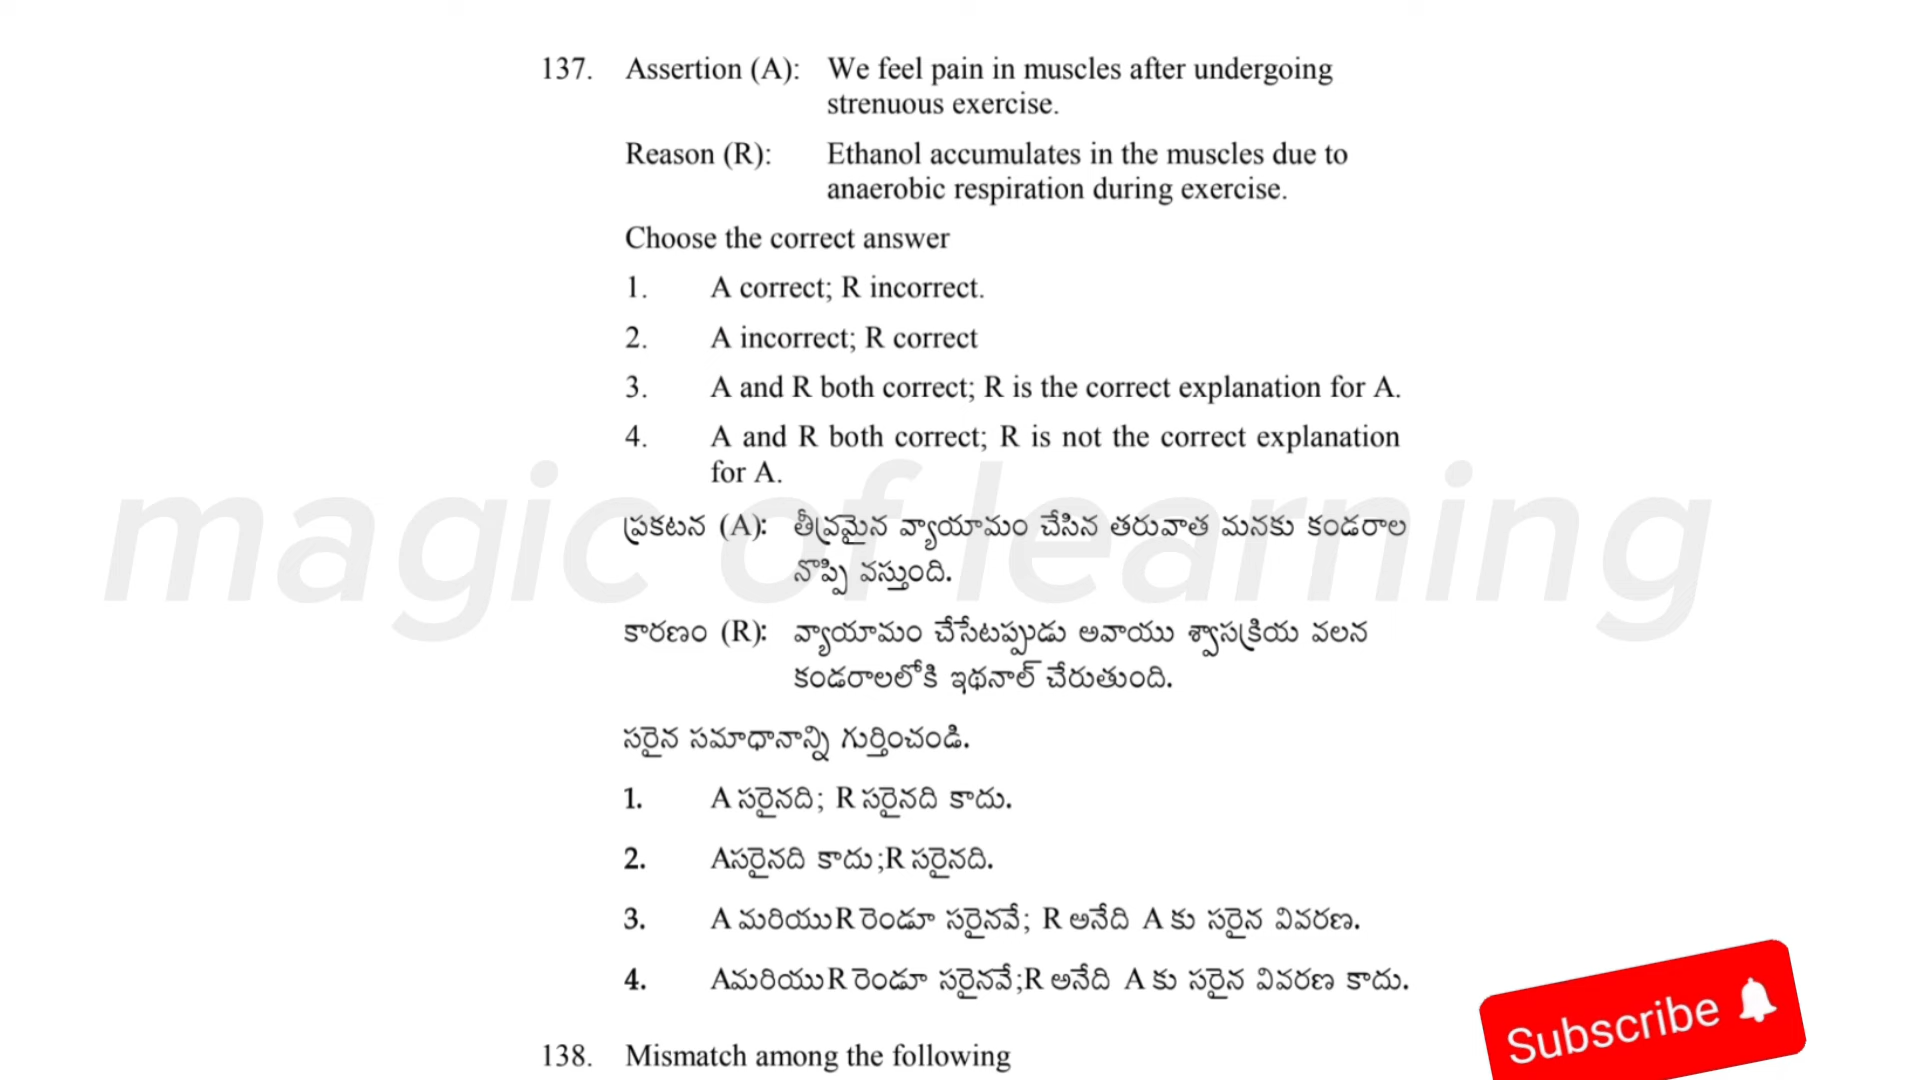 137. Assertion (A): We feel pain in muscles after undergoing
strenuous exercise.
Reason (R): Ethanol accumulates in the muscles due to
anaerobic respiration during exercise.
Choose the correct answer
1. A correct; R incorrect.
2. A incorrect; R correct
3. A and R both correct; R is the correct explanation for A.
4. A and R both correct; R is not the correct explanation
for A.
magic of learning
ప్రకటన (A): తీవ్రమైన వ్యాయామం చేసిన తరువాత మనకు కండరాల
నొప్పి వస్తుంది.
కారణం (R): వ్యాయామం చేసేటప్పుడు అవాయు శ్వాసక్రియ వలన
కండరాలలోకి ఇథనాల్ చేరుతుంది.
సరైన సమాధానాన్ని గుర్తించండి.
1. A సరైనది; R సరైనది కాదు.
2. Aసరైనది కాదు;R సరైనది.
3. A మరియుR రెండూ సరైనవే; R అనేది A కు సరైన వివరణ.
4. AమరియుR రెండూ సరైనవే;R అనేది A కు సరైన వివరణ కాదు.
Subscribe
138. Mismatch among the following